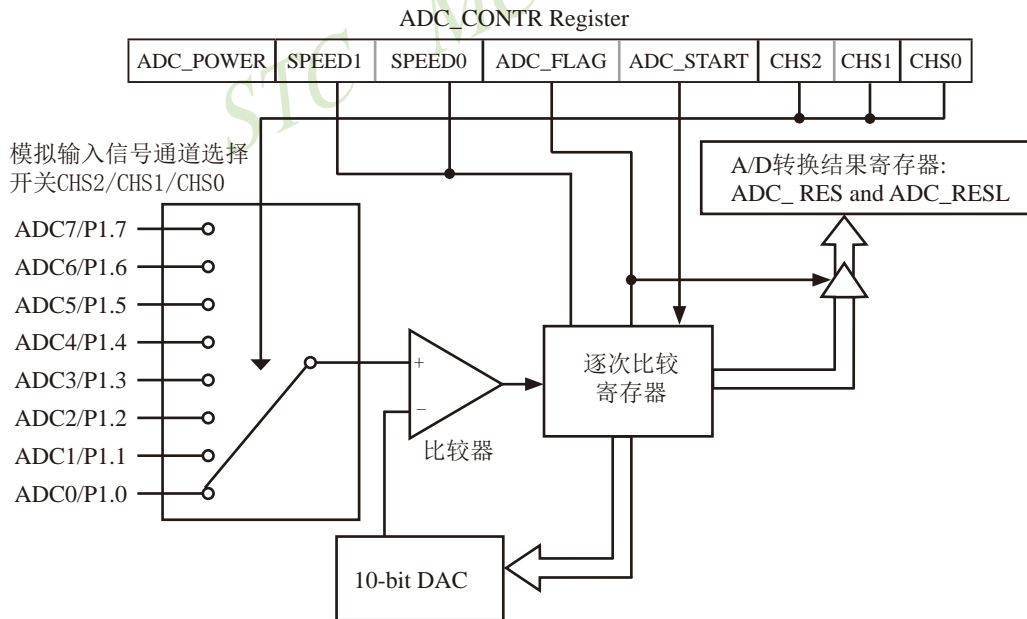 ADC_CONTR Register
ADC_POWER SPEED1 SPEED0 ADC_FLAG ADC_START CHS2 CHS1 CHS0
STC MC
模拟输入信号通道选择
开关CHS2/CHS1/CHS0
A/D转换结果寄存器:
ADC_ RES and ADC_RESL
ADC7/P1.7
ADC6/P1.6
ADC5/P1.5
ADC4/P1.4
ADC3/P1.3
ADC2/P1.2
ADC1/P1.1
ADC0/P1.0
+
−
比较器
逐次比较
寄存器
10-bit DAC